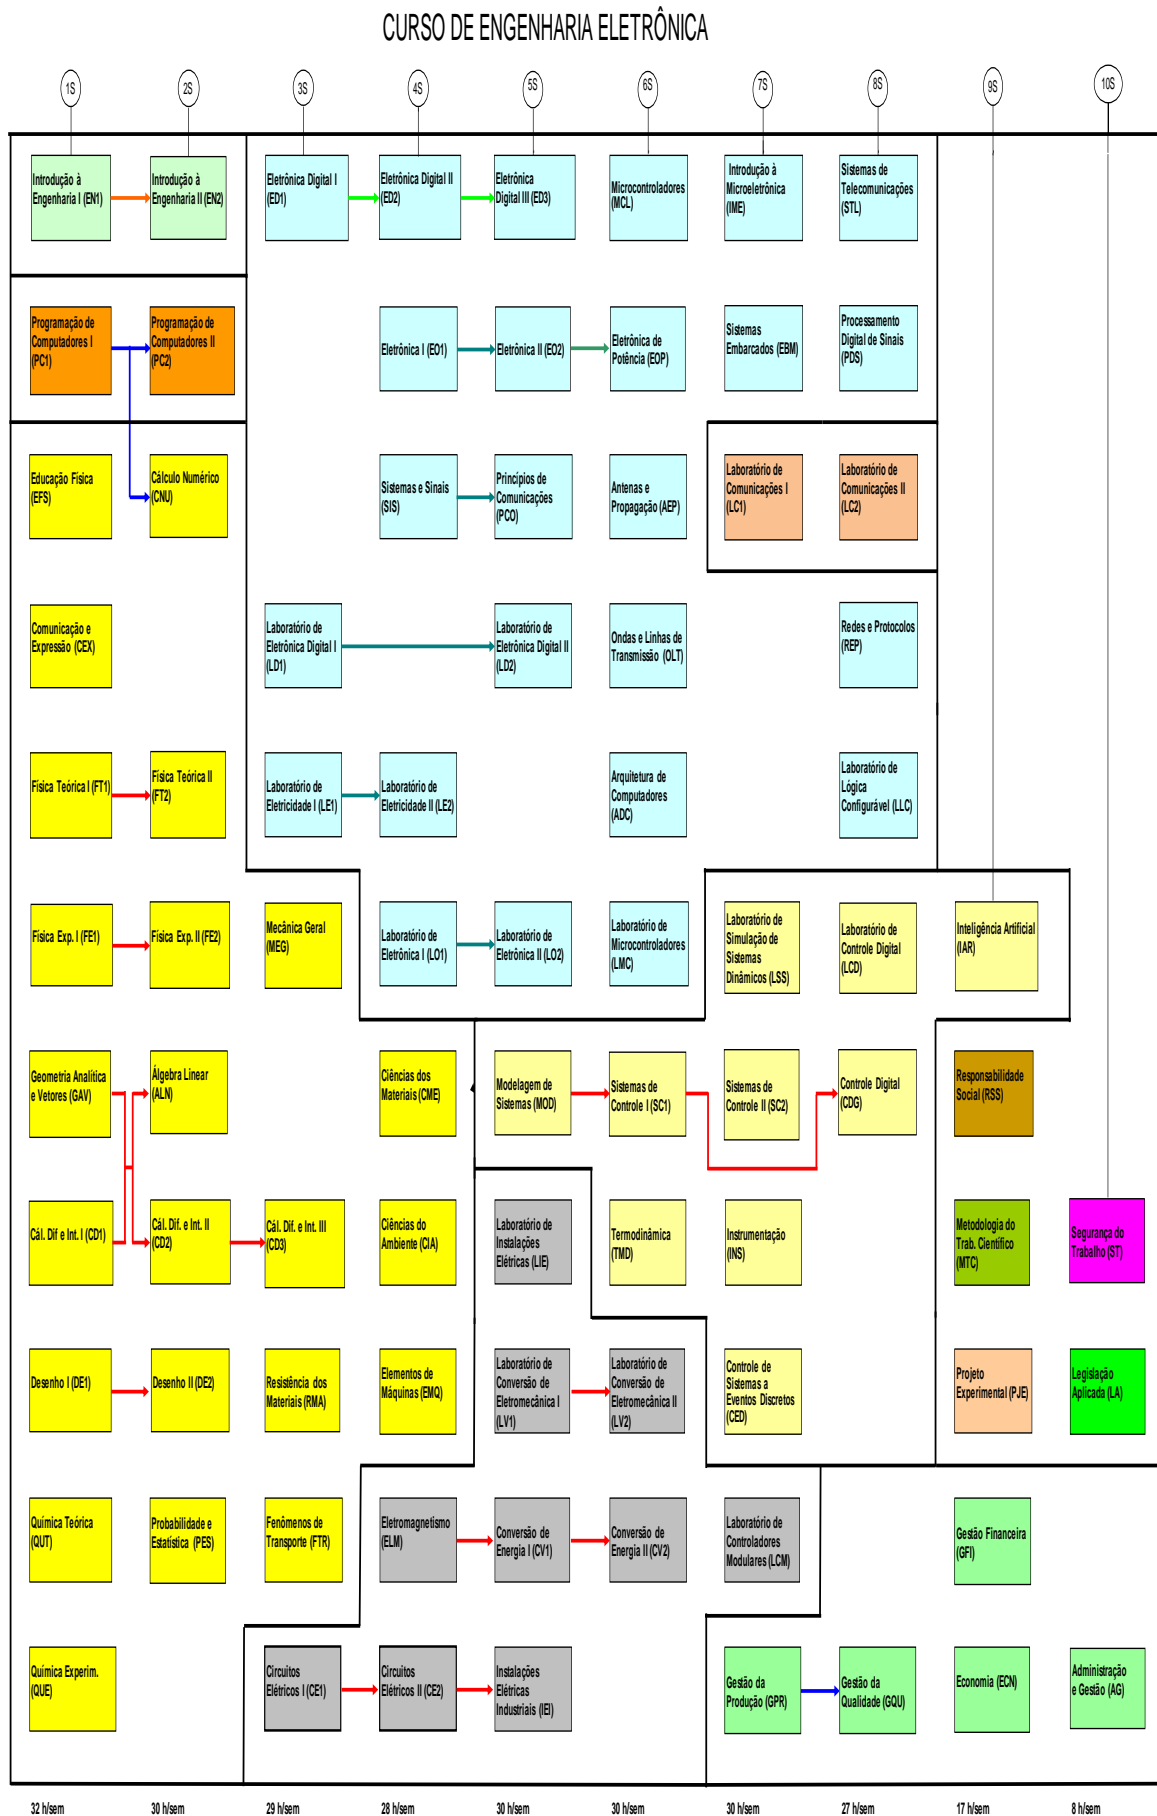 CURSO DE ENGENHARIA ELETRÔNICA
1S
2S
3S
4S
5S
6S
7S
8S
9S
10S
Introdução à
Engenharia I (EN1)
Introdução à
Engenharia II (EN2)
Eletrônica Digital I
(ED1)
Eletrônica Digital II
(ED2)
Eletrônica
Digital III (ED3)
Microcontroladores
(MCL)
Introdução à
Microeletrônica
(IME)
Sistemas de
Telecomunicações
(STL)
Programação de
Computadores I
(PC1)
Programação de
Computadores II
(PC2)
Eletrônica I (EO1)
Eletrônica II (EO2)
Eletrônica de
Potência (EOP)
Sistemas
Embarcados (EBM)
Processamento
Digital de Sinais
(PDS)
Educação Física
(EFS)
Cálculo Numérico
(CNU)
Sistemas e Sinais
(SIS)
Princípios de
Comunicações
(PCO)
Antenas e
Propagação (AEP)
Laboratório de
Comunicações I
(LC1)
Laboratório de
Comunicações II
(LC2)
Comunicação e
Expressão (CEX)
Laboratório de
Eletrônica Digital I
(LD1)
Laboratório de
Eletrônica Digital II
(LD2)
Ondas e Linhas de
Transmissão (OLT)
Redes e Protocolos
(REP)
Física Teórica I (FT1)
Física Teórica II
(FT2)
Laboratório de
Eletricidade I (LE1)
Laboratório de
Eletricidade II (LE2)
Arquitetura de
Computadores
(ADC)
Laboratório de
Lógica
Configurável (LLC)
Física Exp. I (FE1)
Física Exp. II (FE2)
Mecânica Geral
(MEG)
Laboratório de
Eletrônica I (LO1)
Laboratório de
Eletrônica II (LO2)
Laboratório de
Microcontroladores
(LMC)
Laboratório de
Simulação de
Sistemas
Dinâmicos (LSS)
Laboratório de
Controle Digital
(LCD)
Inteligência Artificial
(IAR)
Geometria Analítica
e Vetores (GAV)
Álgebra Linear
(ALN)
Ciências dos
Materiais (CME)
Modelagem de
Sistemas (MOD)
Sistemas de
Controle I (SC1)
Sistemas de
Controle II (SC2)
Controle Digital
(CDG)
Responsabilidade
Social (RSS)
Cál. Dif e Int. I (CD1)
Cál. Dif. e Int. II
(CD2)
Cál. Dif. e Int. III
(CD3)
Ciências do
Ambiente (CIA)
Laboratório de
Instalações
Elétricas (LIE)
Termodinâmica
(TMD)
Instrumentação
(INS)
Metodologia do
Trab. Científico
(MTC)
Segurança do
Trabalho (ST)
Desenho I (DE1)
Desenho II (DE2)
Resistência dos
Materiais (RMA)
Elementos de
Máquinas (EMQ)
Laboratório de
Conversão de
Eletromecânica I
(LV1)
Laboratório de
Conversão de
Eletromecânica II
(LV2)
Controle de
Sistemas a
Eventos Discretos
(CED)
Projeto
Experimental (PJE)
Legislação
Aplicada (LA)
Química Teórica
(QUT)
Probabilidade e
Estatística (PES)
Fenômenos de
Transporte (FTR)
Eletromagnetismo
(ELM)
Conversão de
Energia I (CV1)
Conversão de
Energia II (CV2)
Laboratório de
Controladores
Modulares (LCM)
Gestão Financeira
(GFI)
Química Experim.
(QUE)
Circuitos
Elétricos I (CE1)
Circuitos
Elétricos II (CE2)
Instalações
Elétricas
Industriais (IEI)
Gestão da
Produção (GPR)
Gestão da
Qualidade (GQU)
Economia (ECN)
Administração
e Gestão (AG)
32 h/sem
30 h/sem
29 h/sem
28 h/sem
30 h/sem
30 h/sem
30 h/sem
27 h/sem
17 h/sem
8 h/sem